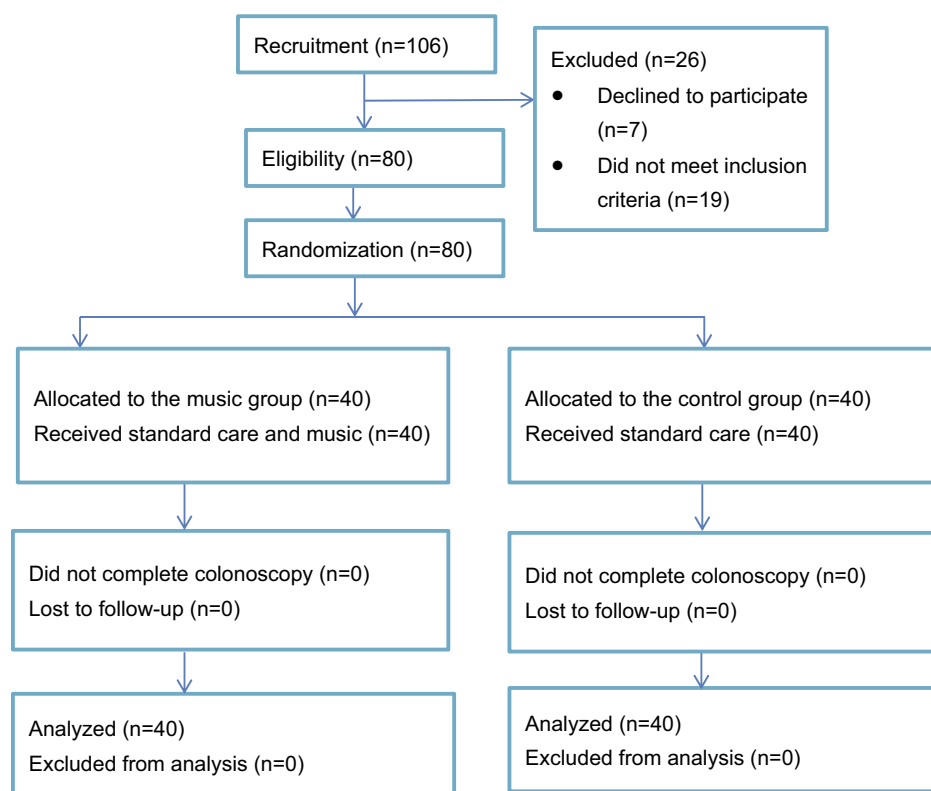 Recruitment (n=106)
Excluded (n=26)
● Declined to participate
(n=7)
● Did not meet inclusion
criteria (n=19)
Eligibility (n=80)
Randomization (n=80)
Allocated to the music group (n=40)
Received standard care and music (n=40)
Allocated to the control group (n=40)
Received standard care (n=40)
Did not complete colonoscopy (n=0)
Lost to follow-up (n=0)
Did not complete colonoscopy (n=0)
Lost to follow-up (n=0)
Analyzed (n=40)
Excluded from analysis (n=0)
Analyzed (n=40)
Excluded from analysis (n=0)